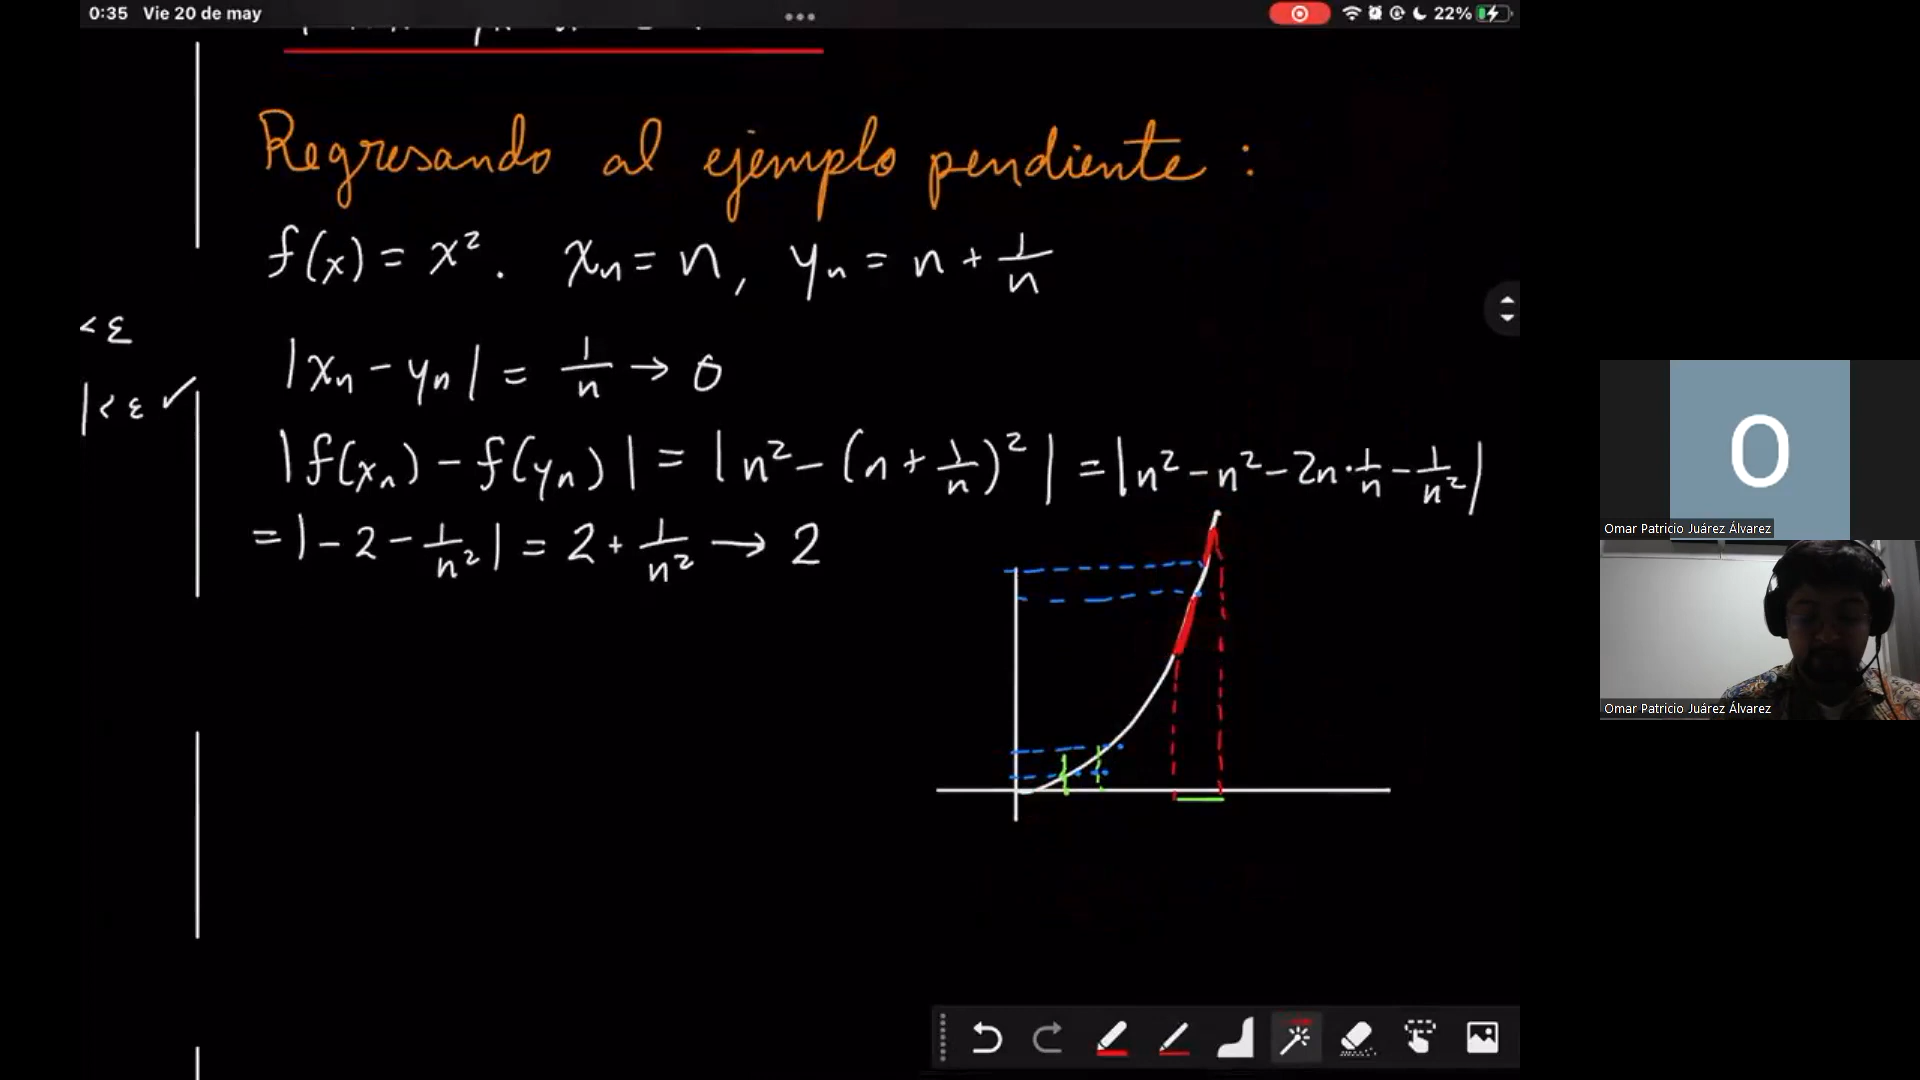 0:35 Vie 20 de may
22%
Regresando al ejemplo pendiente :
f(x) = x². xₙ = n, yₙ = n + 1/n
< ε
|xₙ - yₙ| = 1/n → 0
|< ε ✓
|f(xₙ) - f(yₙ)| = |n² - (n + 1/n)²| = |n² - n² - 2n·1/n - 1/n²|
= |-2 - 1/n²| = 2 + 1/n² → 2
O
Omar Patricio Juárez Álvarez
Omar Patricio Juárez Álvarez